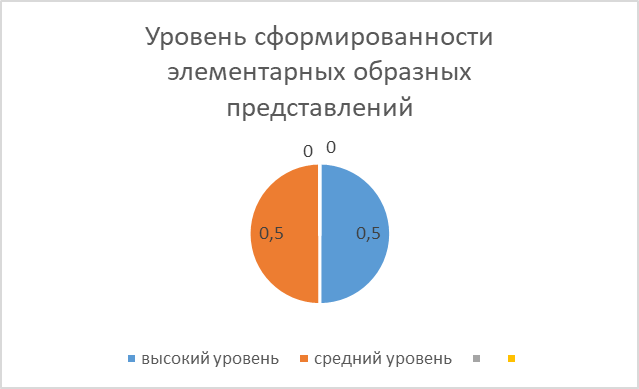 Уровень сформированности
элементарных образных
представлений
0 0
0,5 0,5
высокий уровень средний уровень